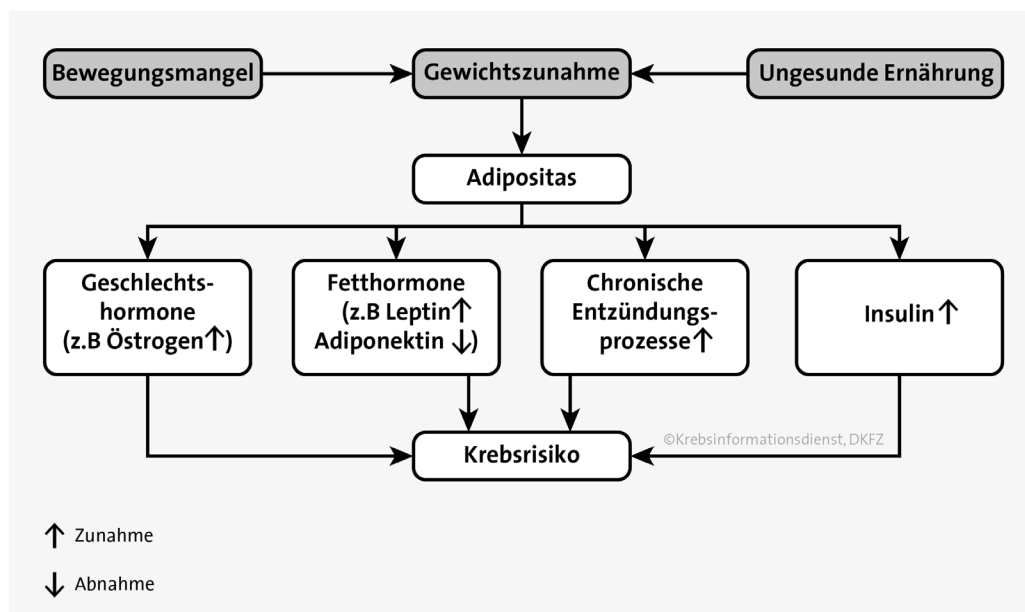 Bewegungsmangel
Gewichtszunahme
Ungesunde Ernährung
Adipositas
Geschlechts-
hormone
(z.B Östrogen↑)
Fetthormone
(z.B Leptin↑
Adiponektin ↓)
Chronische
Entzündungs-
prozesse↑
Insulin↑
©Krebsinformationsdienst, DKFZ
Krebsrisiko
↑ Zunahme
↓ Abnahme